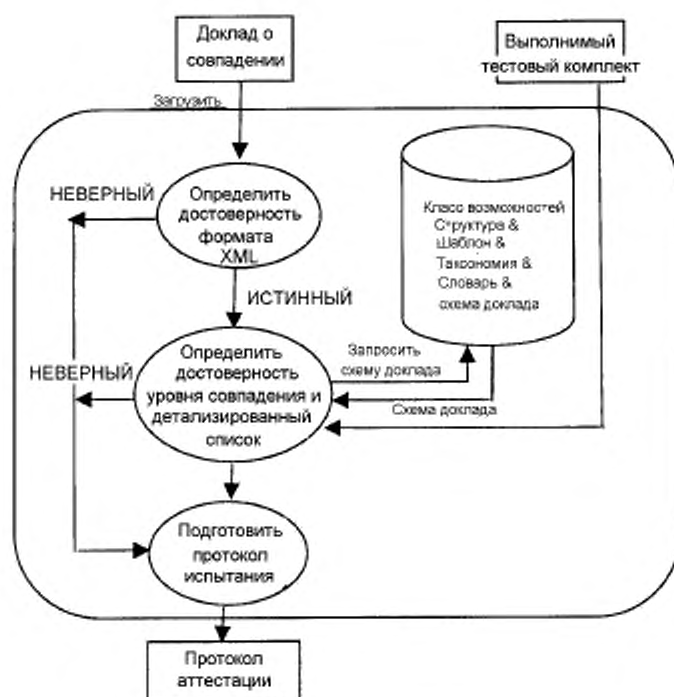 Доклад о
совпадении
Выполнимый
тестовый комплект
Загрузить
НЕВЕРНЫЙ
Определить
достоверность
формата
XML
Класс возможностей
Структура &
Шаблон &
Таксономия &
Словарь &
схема доклада
ИСТИННЫЙ
НЕВЕРНЫЙ
Определить
достоверность
уровня совпадения и
детализированный
список
Запросить
схему доклада
Схема доклада
Подготовить
протокол
испытания
Протокол
аттестации